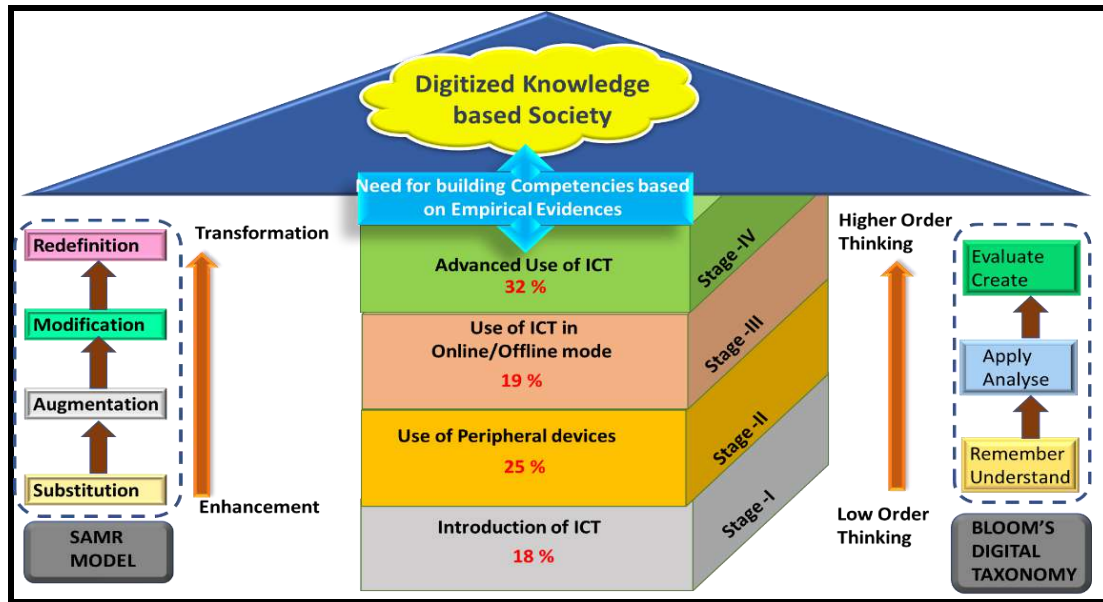 Digitized Knowledge
based Society
Need for building Competencies based
on Empirical Evidences
Redefinition
Modification
Augmentation
Substitution
SAMR
MODEL
Transformation
Enhancement
Advanced Use of ICT
32 %
Stage-IV
Use of ICT in
Online/Offline mode
19 %
Stage -III
Use of Peripheral devices
25 %
Stage -II
Introduction of ICT
18 %
Stage -I
Higher Order
Thinking
Low Order
Thinking
Evaluate
Create
Apply
Analyse
Remember
Understand
BLOOM'S
DIGITAL
TAXONOMY